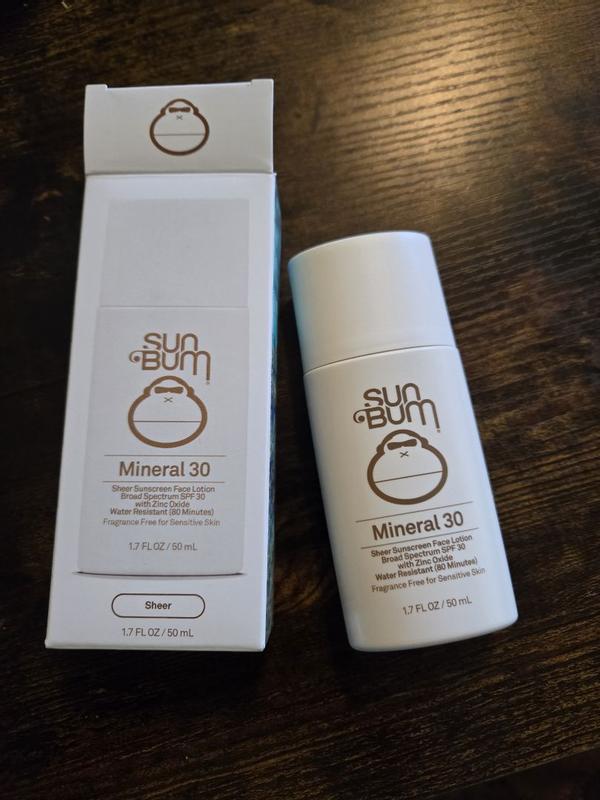 SUN
BUM
Mineral 30
Sheer Sunscreen Face Lotion
Broad Spectrum SPF 30
with Zinc Oxide
Water Resistant (80 Minutes)
Fragrance Free for Sensitive Skin
1.7 FL OZ / 50 mL
Sheer
1.7 FL OZ / 50 mL
SUN
BUM
Mineral 30
Sheer Sunscreen Face Lotion
Broad Spectrum SPF 30
with Zinc Oxide
Water Resistant (80 Minutes)
Fragrance Free for Sensitive Skin
1.7 FL OZ / 50 mL